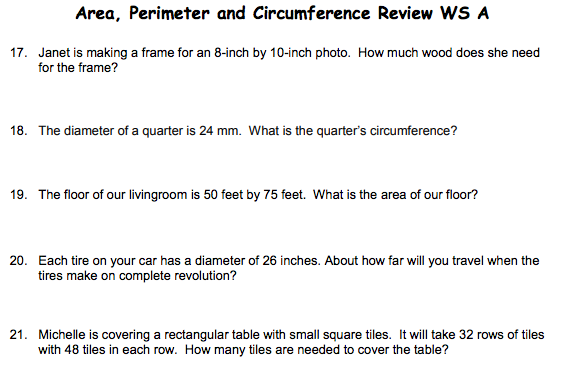 Area, Perimeter and Circumference Review WS A
17. Janet is making a frame for an 8-inch by 10-inch photo. How much wood does she need
for the frame?
18. The diameter of a quarter is 24 mm. What is the quarter's circumference?
19. The floor of our livingroom is 50 feet by 75 feet. What is the area of our floor?
20. Each tire on your car has a diameter of 26 inches. About how far will you travel when the
tires make on complete revolution?
21. Michelle is covering a rectangular table with small square tiles. It will take 32 rows of tiles
with 48 tiles in each row. How many tiles are needed to cover the table?